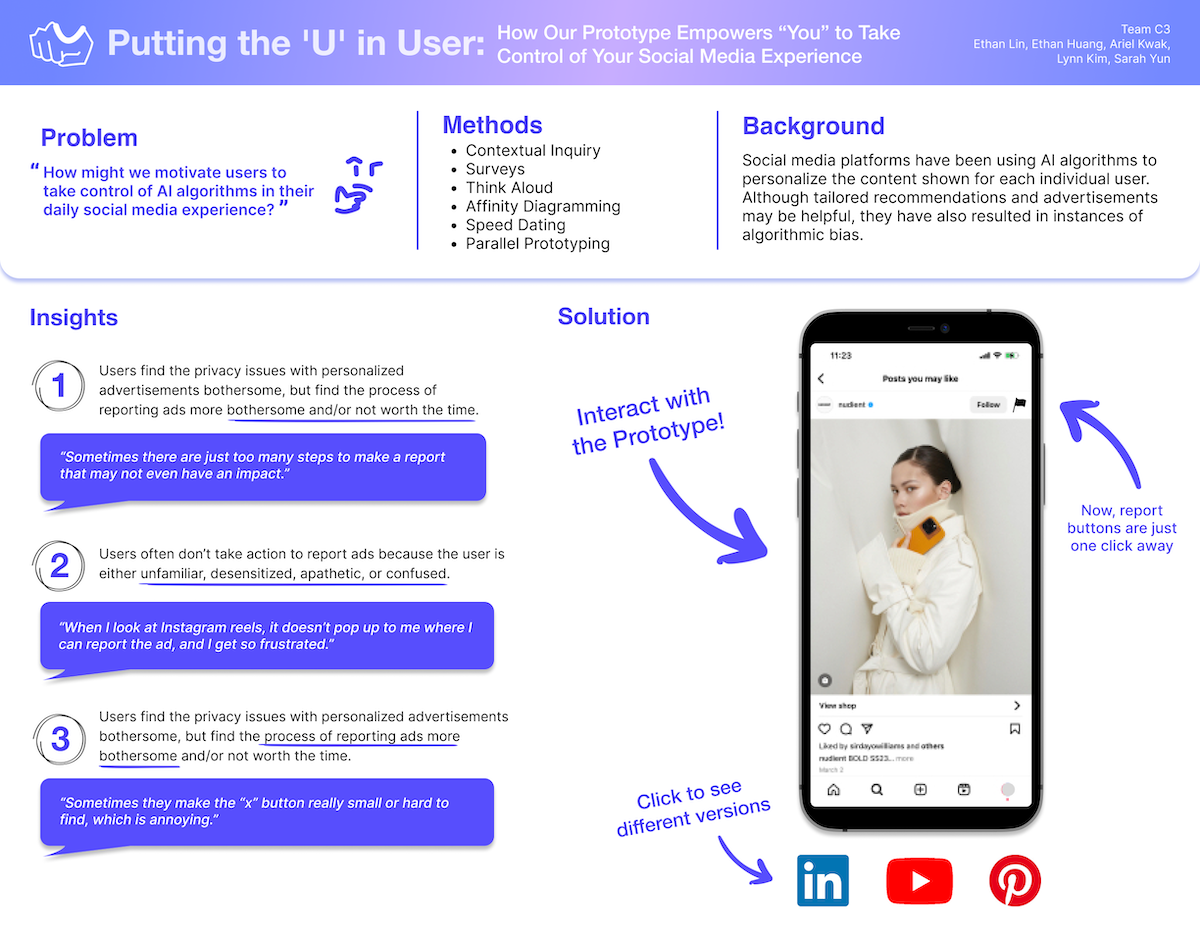 Putting the 'U' in User:
How Our Prototype Empowers “You” to Take
Control of Your Social Media Experience
Team C3
Ethan Lin, Ethan Huang, Ariel Kwak,
Lynn Kim, Sarah Yun
Problem
“ How might we motivate users to
take control of AI algorithms in their
daily social media experience? ”
Methods
• Contextual Inquiry
• Surveys
• Think Aloud
• Affinity Diagramming
• Speed Dating
• Parallel Prototyping
Background
Social media platforms have been using AI algorithms to
personalize the content shown for each individual user.
Although tailored recommendations and advertisements
may be helpful, they have also resulted in instances of
algorithmic bias.
Insights
1
Users find the privacy issues with personalized
advertisements bothersome, but find the process of
reporting ads more bothersome and/or not worth the time.
“Sometimes there are just too many steps to make a report
that may not even have an impact.”
2
Users often don’t take action to report ads because the user is
either unfamiliar, desensitized, apathetic, or confused.
“When I look at Instagram reels, it doesn’t pop up to me where I
can report the ad, and I get so frustrated.”
3
Users find the privacy issues with personalized advertisements
bothersome, but find the process of reporting ads more
bothersome and/or not worth the time.
“Sometimes they make the “x” button really small or hard to
find, which is annoying.”
Solution
Interact with
the Prototype!
11:23
Posts you may like
nudient
Follow
View shop
Liked by sirdayowilliams and others
nudient BOLD SS23... more
March 2
Now, report
buttons are just
one click away
Click to see
different versions
in